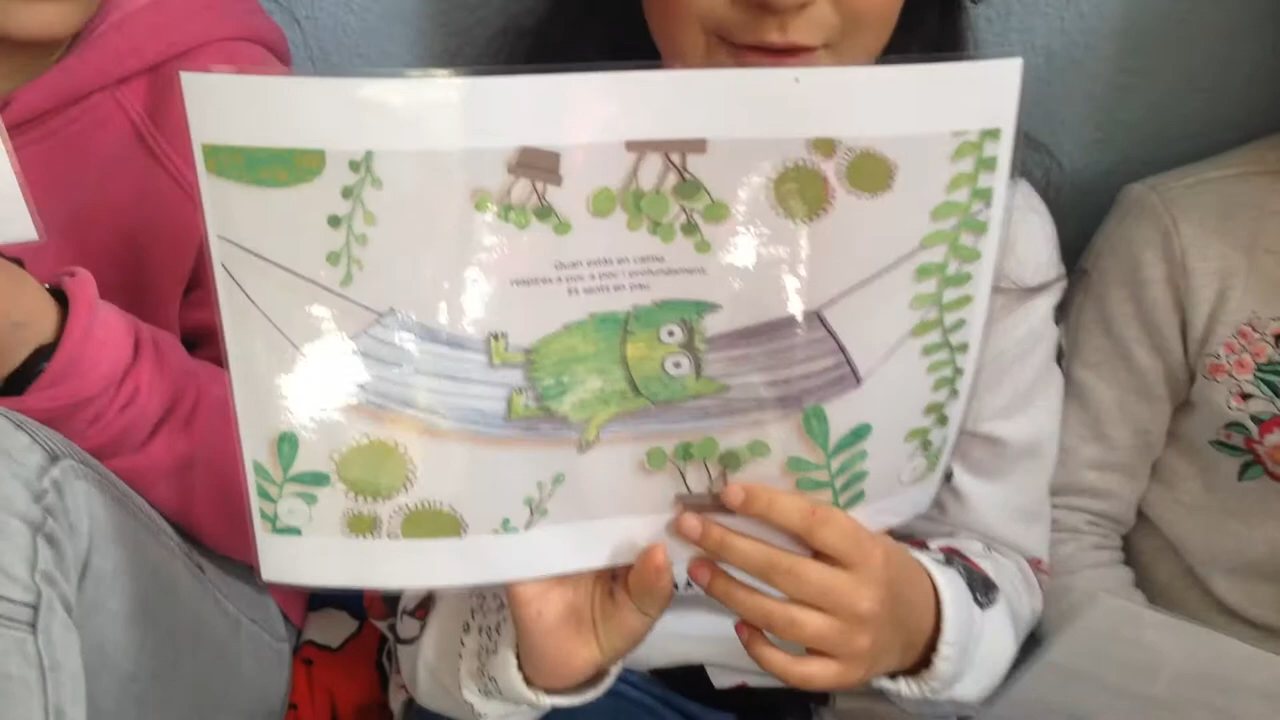 Quan estàs en calma
respires a poc a poc i profundament.
Et sents en pau.